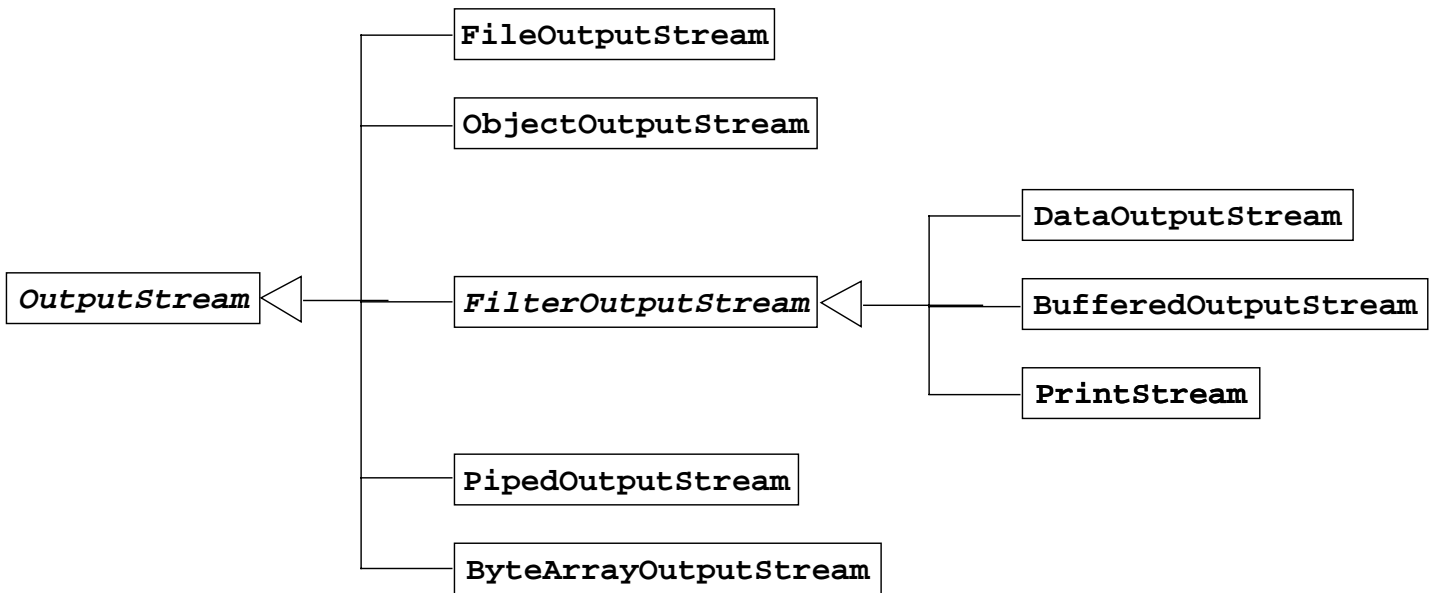 FileOutputStream
ObjectOutputStream
DataOutputStream
OutputStream
FilterOutputStream
BufferedOutputStream
PrintStream
PipedOutputStream
ByteArrayOutputStream